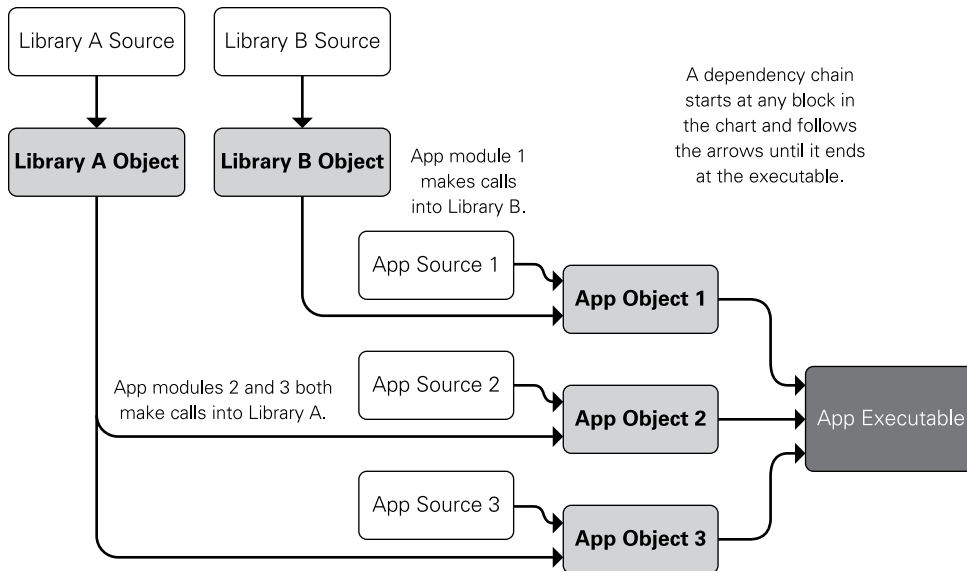 Library A Source
Library B Source
A dependency chain
starts at any block in
the chart and follows
the arrows until it ends
at the executable.
Library A Object
Library B Object
App module 1
makes calls
into Library B.
App Source 1
App Object 1
App modules 2 and 3 both
make calls into Library A.
App Source 2
App Object 2
App Executable
App Source 3
App Object 3